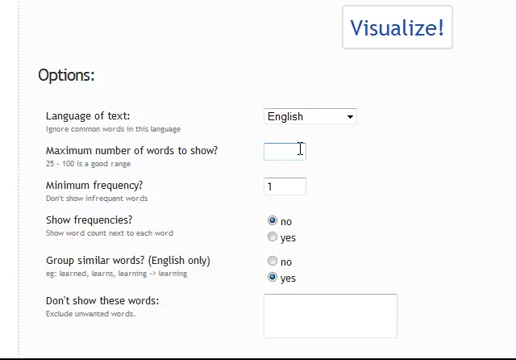 Visualize!
Options:
Language of text:
English
Ignore common words in this language
Maximum number of words to show?
25 - 100 is a good range
Minimum frequency?
1
Don't show infrequent words
Show frequencies?
no
Show word count next to each word
yes
Group similar words? (English only)
no
eg: learned, learns, learning -> learning
yes
Don't show these words:
Exclude unwanted words.